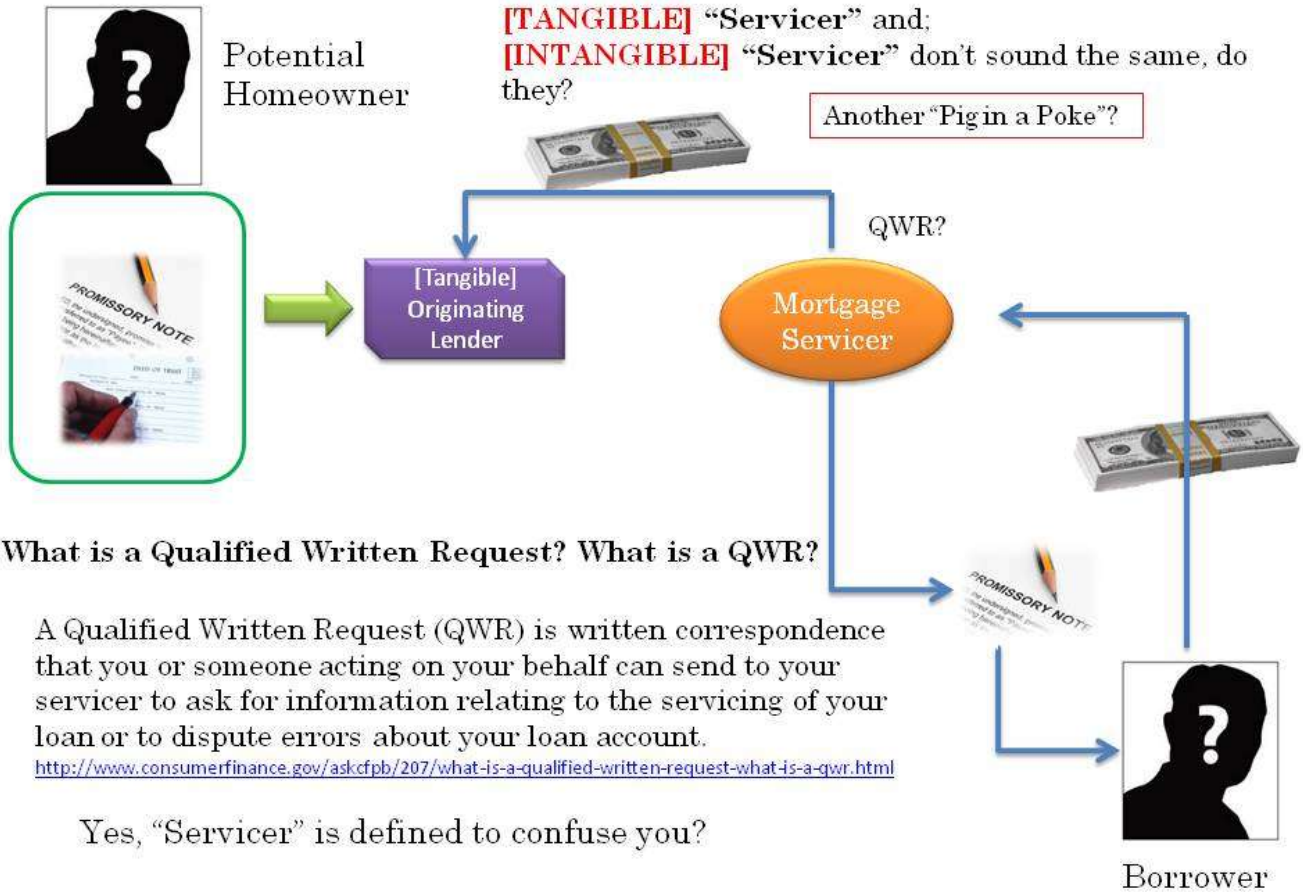 [TANGIBLE] “Servicer” and;
[INTANGIBLE] “Servicer” don’t sound the same, do
they?
Potential
Homeowner
Another “Pig in a Poke”?
QWR?
[Tangible]
Originating
Lender
Mortgage
Servicer
PROMISSORY NOTE
DEED OF TRUST
What is a Qualified Written Request? What is a QWR?
PROMISSORY NOTE
A Qualified Written Request (QWR) is written correspondence
that you or someone acting on your behalf can send to your
servicer to ask for information relating to the servicing of your
loan or to dispute errors about your loan account.
http://www.consumerfinance.gov/askcfpb/207/what-is-a-qualified-written-request-what-is-a-qwr.html
Yes, “Servicer” is defined to confuse you?
Borrower